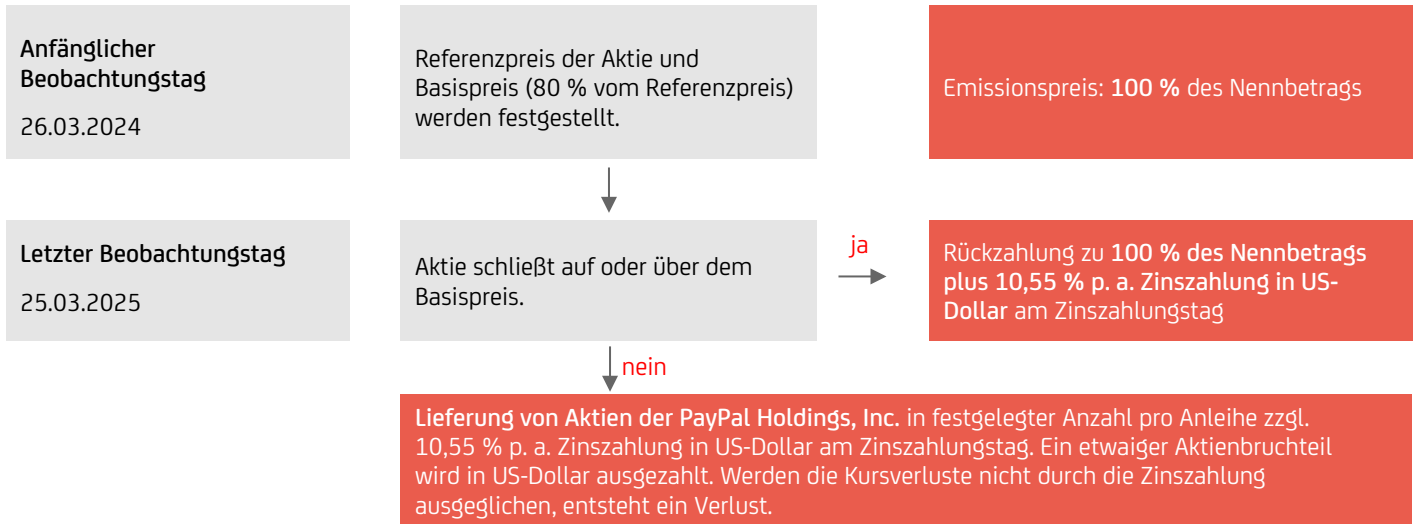 Anfänglicher
Beobachtungstag
26.03.2024
Referenzpreis der Aktie und
Basispreis (80 % vom Referenzpreis)
werden festgestellt.
Emissionspreis: 100 % des Nennbetrags
Letzter Beobachtungstag
25.03.2025
Aktie schließt auf oder über dem
Basispreis.
ja
Rückzahlung zu 100 % des Nennbetrags
plus 10,55 % p. a. Zinszahlung in US-
Dollar am Zinszahlungstag
nein
Lieferung von Aktien der PayPal Holdings, Inc. in festgelegter Anzahl pro Anleihe zzgl.
10,55 % p. a. Zinszahlung in US-Dollar am Zinszahlungstag. Ein etwaiger Aktienbruchteil
wird in US-Dollar ausgezahlt. Werden die Kursverluste nicht durch die Zinszahlung
ausgeglichen, entsteht ein Verlust.